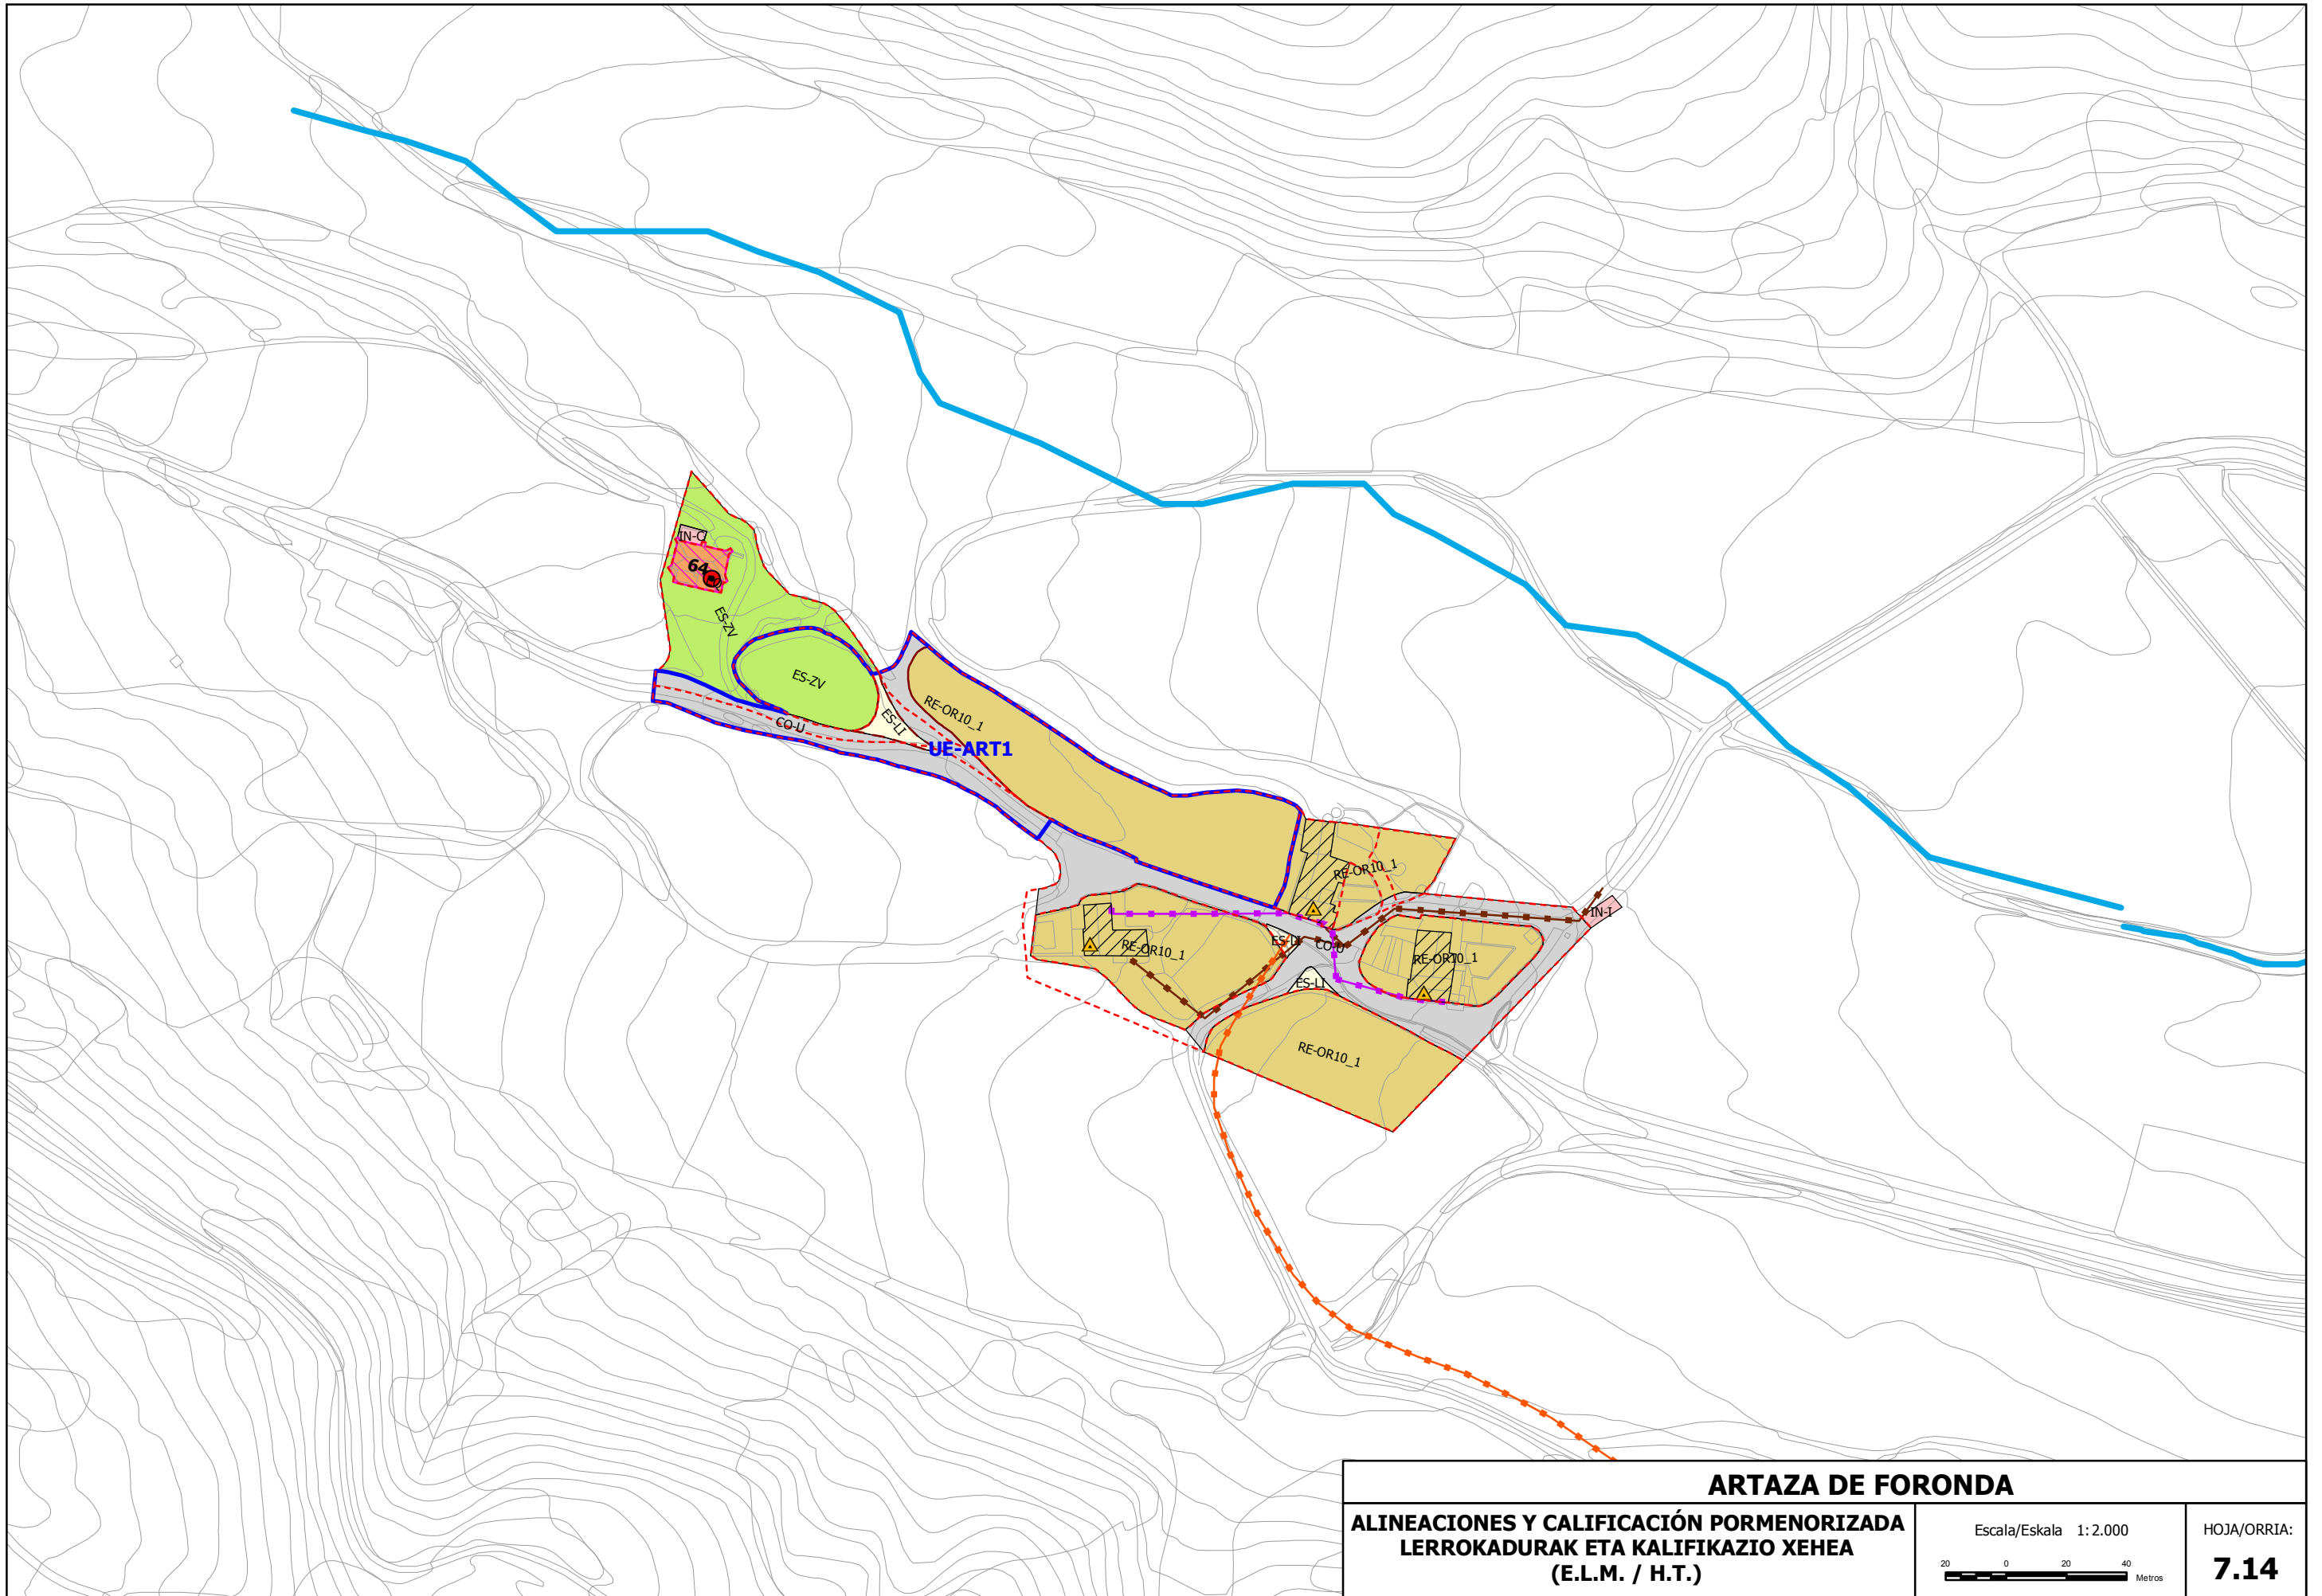 IN-C
64
ES-ZV
ES-ZV
CO-U
ES-LI
RE-OR10_1
UE-ART1
RE-OR10_1
IN-I
RE-OR10_1
ES-LI
CO-U
RE-OR10_1
ES-LI
RE-OR10_1
ARTAZA DE FORONDA
ALINEACIONES Y CALIFICACIÓN PORMENORIZADA
LERROKADURAK ETA KALIFIKAZIO XEHEA
(E.L.M. / H.T.)
Escala/Eskala 1:2.000
20 0 20 40
Metros
HOJA/ORRIA:
7.14